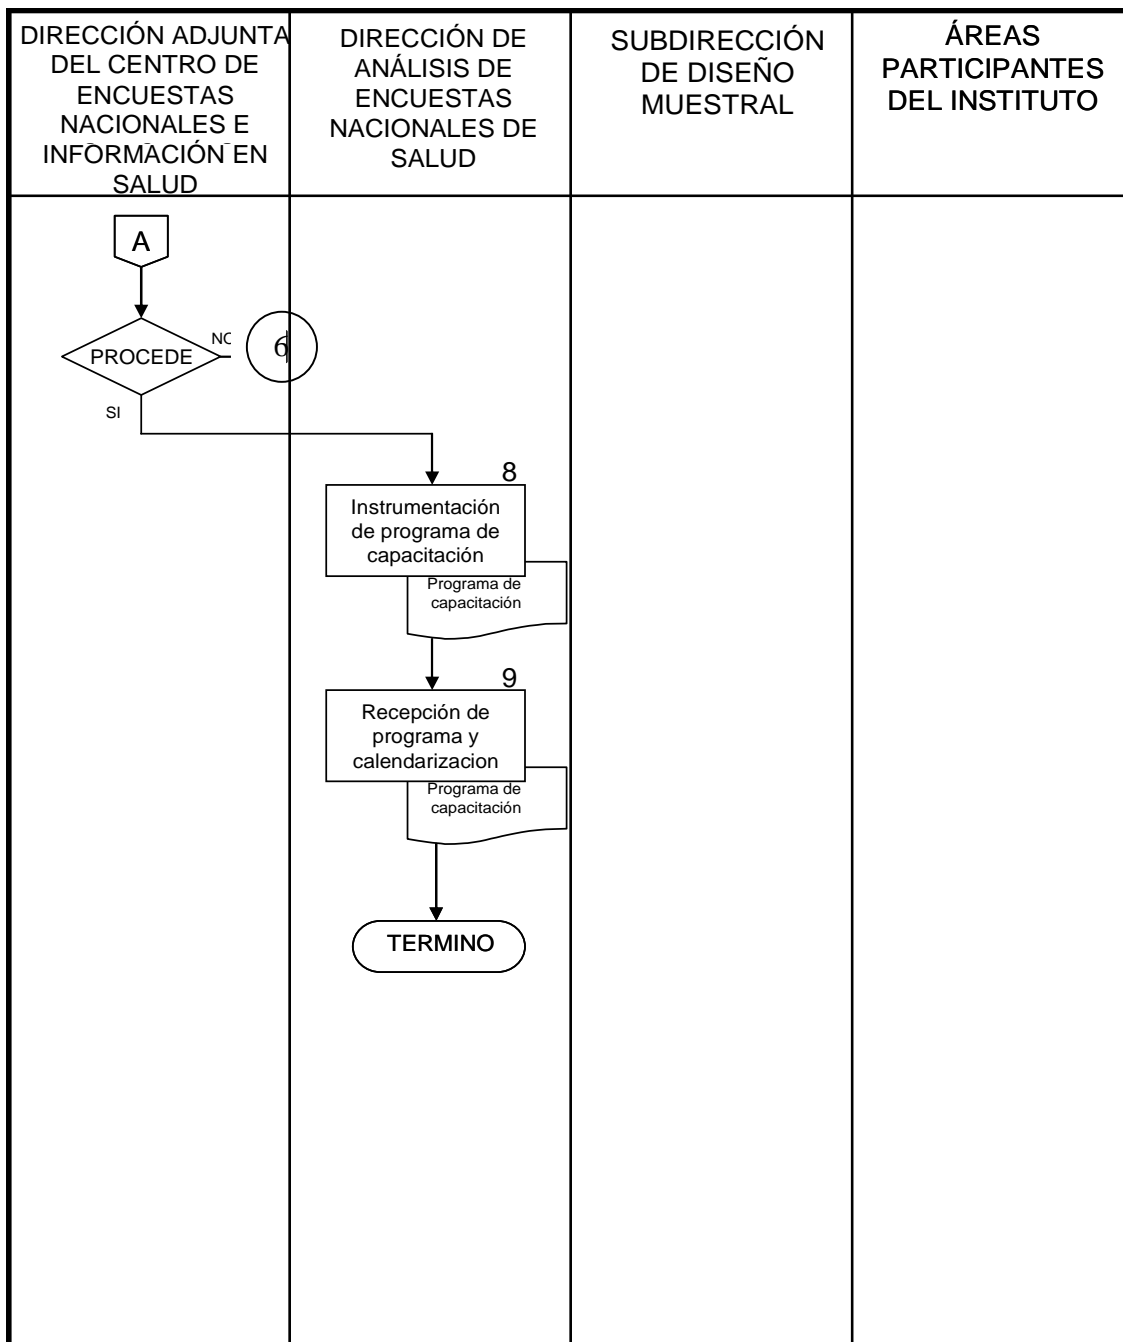 DIRECCIÓN ADJUNTA
DEL CENTRO DE
ENCUESTAS
NACIONALES E
INFORMACIÓN EN
SALUD
DIRECCIÓN DE
ANÁLISIS DE
ENCUESTAS
NACIONALES DE
SALUD
SUBDIRECCIÓN
DE DISEÑO
MUESTRAL
ÁREAS
PARTICIPANTES
DEL INSTITUTO
A
PROCEDE
NO
6
SI
8
Instrumentación
de programa de
capacitación
Programa de
capacitación
9
Recepción de
programa y
calendarizacion
Programa de
capacitación
TERMINO